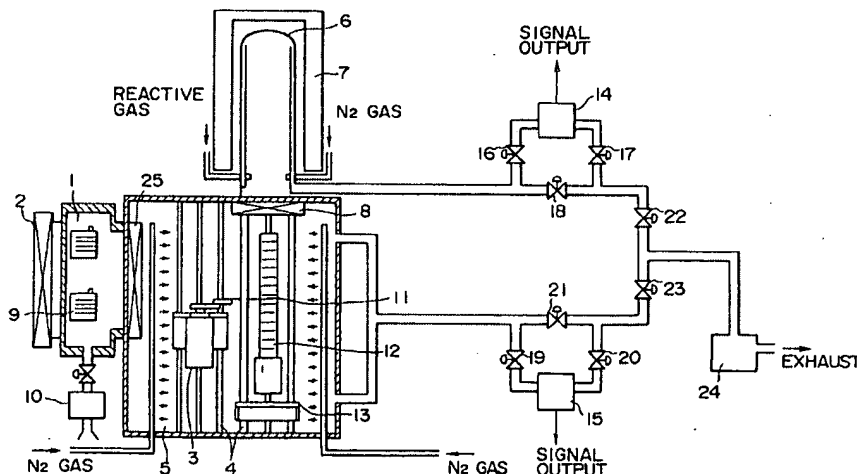 6
SIGNAL
OUTPUT
7
REACTIVE
GAS
N2 GAS
14
16
17
1
25
2
18
8
22
11
21
23
9
12
19
20
10
13
24
EXHAUST
3
15
5
4
N2 GAS
N2 GAS
SIGNAL
OUTPUT